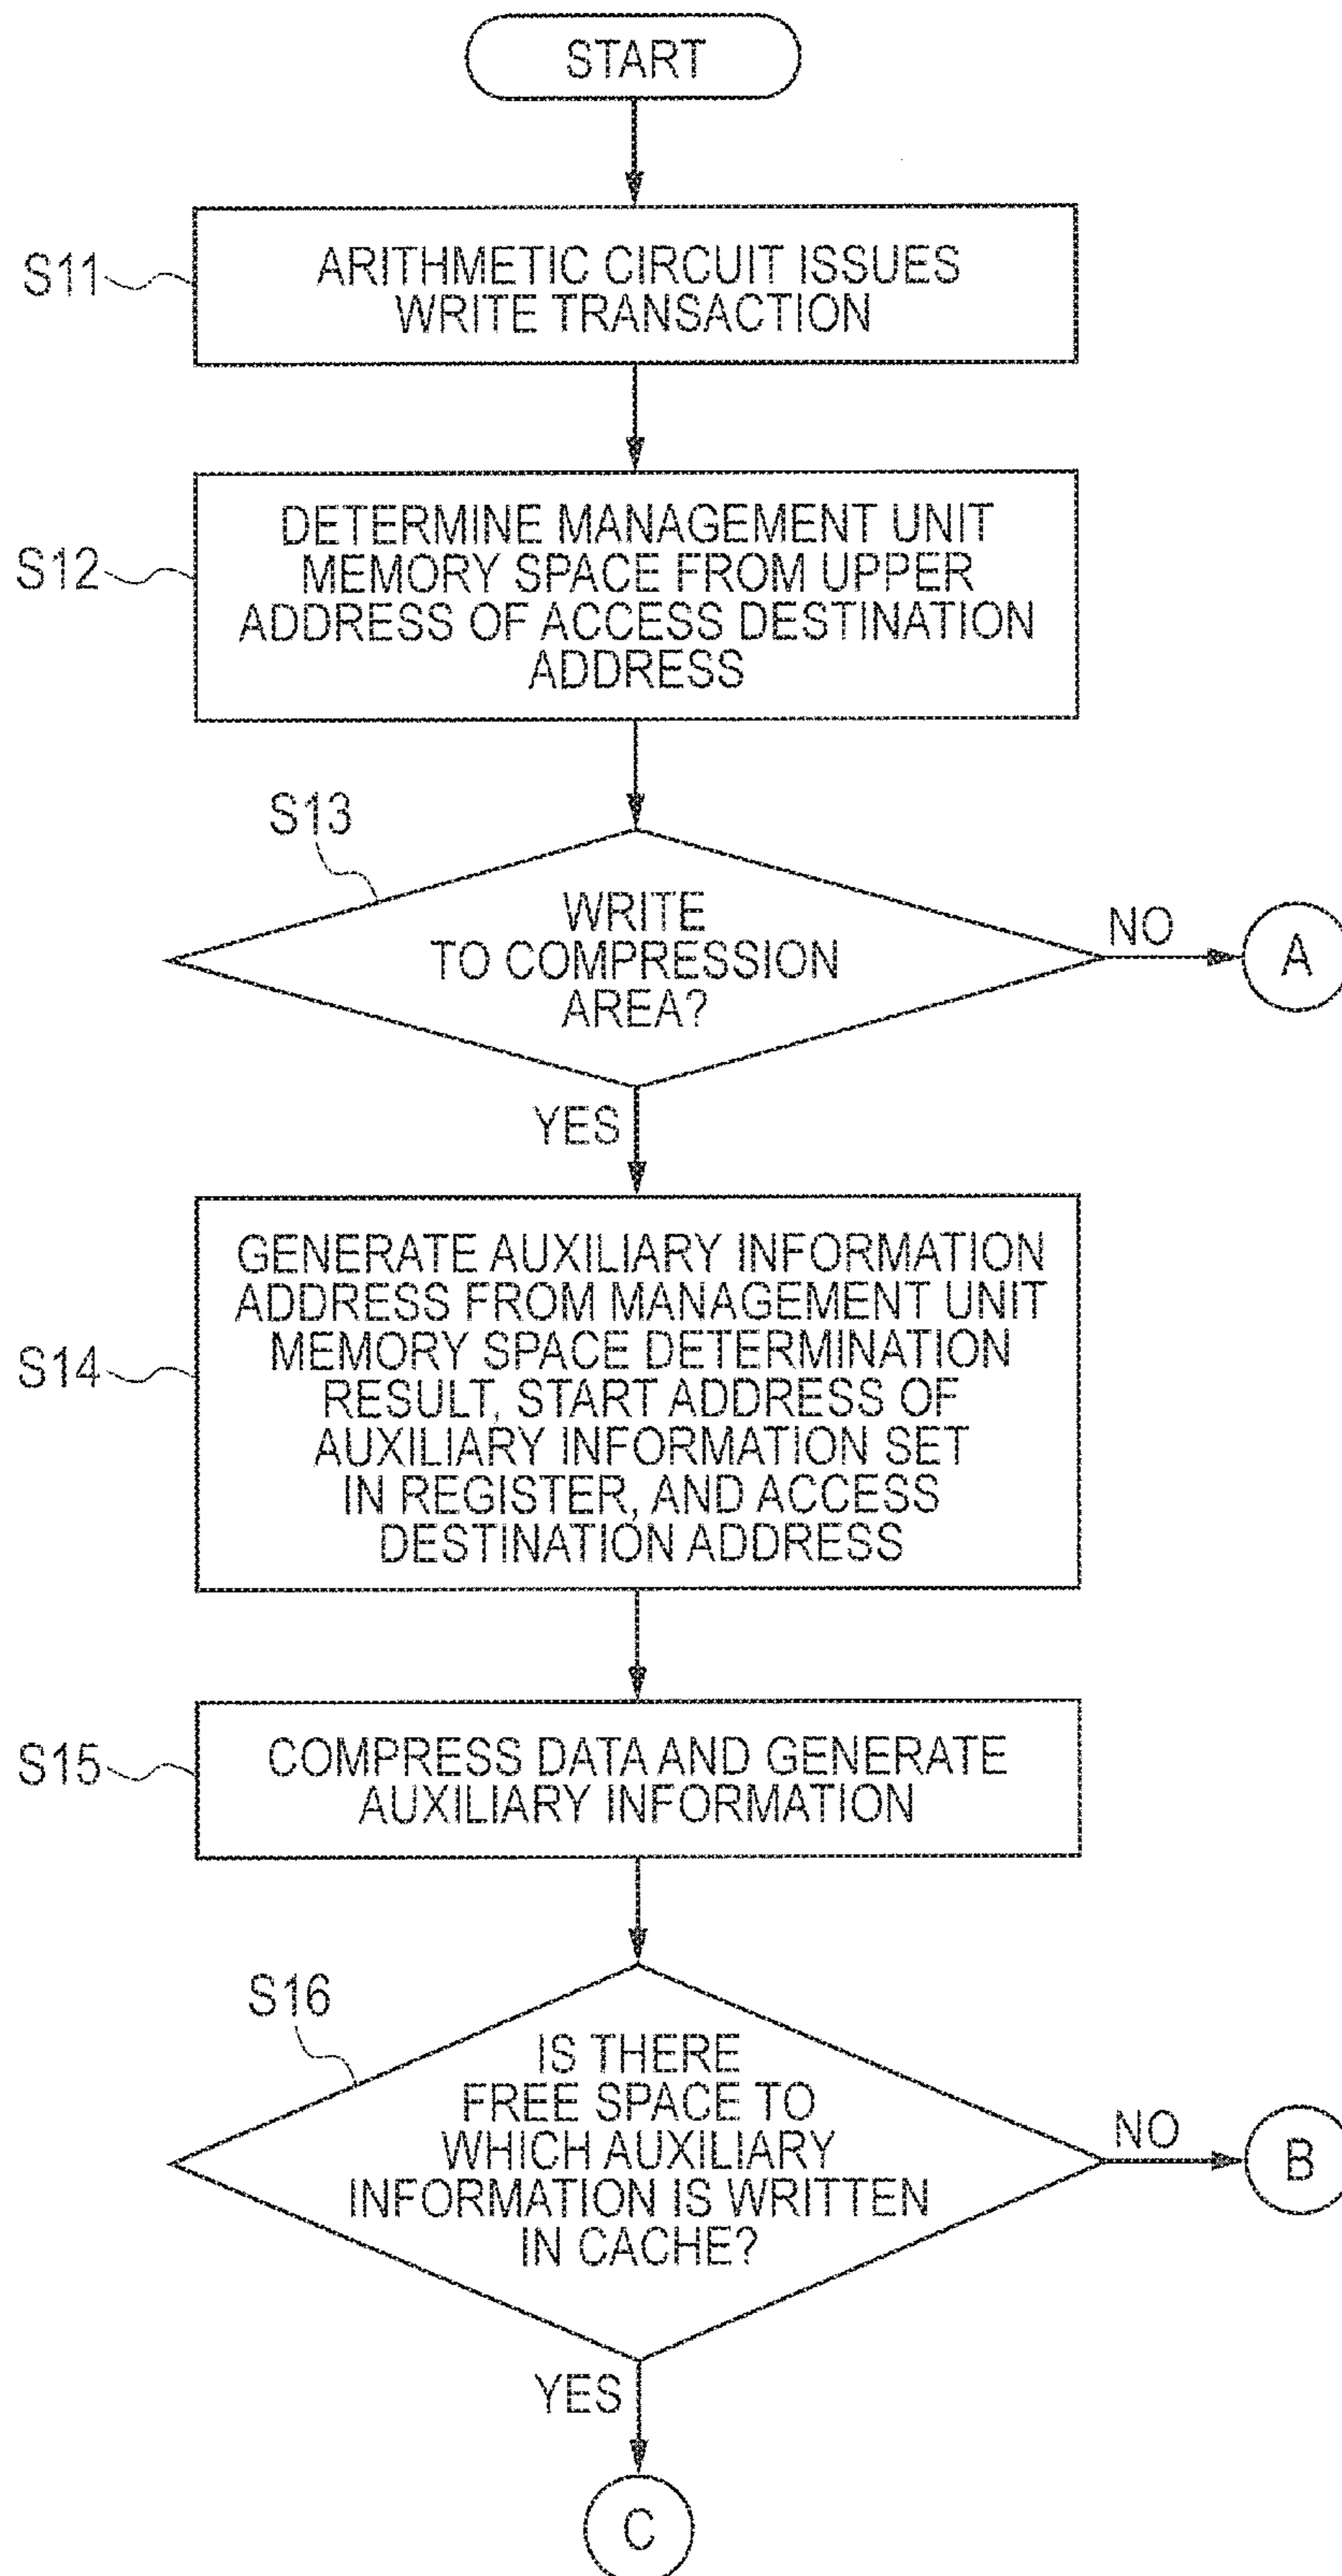 START
S11
ARITHMETIC CIRCUIT ISSUES
WRITE TRANSACTION
S12
DETERMINE MANAGEMENT UNIT
MEMORY SPACE FROM UPPER
ADDRESS OF ACCESS DESTINATION
ADDRESS
S13
WRITE
TO COMPRESSION
AREA?
NO
A
YES
S14
GENERATE AUXILIARY INFORMATION
ADDRESS FROM MANAGEMENT UNIT
MEMORY SPACE DETERMINATION
RESULT, START ADDRESS OF
AUXILIARY INFORMATION SET
IN REGISTER, AND ACCESS
DESTINATION ADDRESS
S15
COMPRESS DATA AND GENERATE
AUXILIARY INFORMATION
S16
IS THERE
FREE SPACE TO
WHICH AUXILIARY
INFORMATION IS WRITTEN
IN CACHE?
NO
B
YES
C